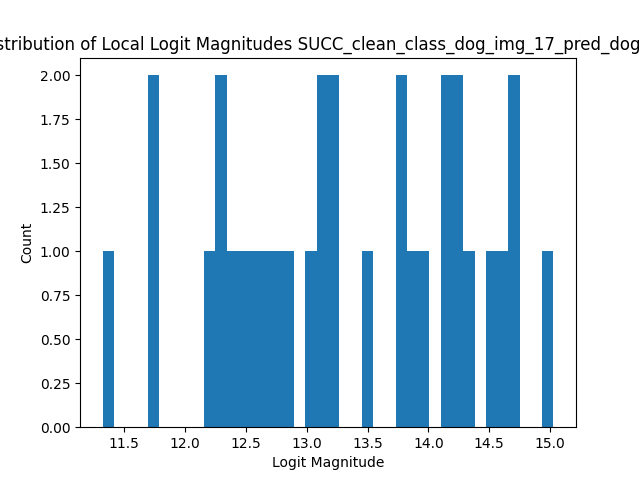 stribution of Local Logit Magnitudes SUCC_clean_class_dog_img_17_pred_dog
2.00
1.75
1.50
1.25
1.00
0.75
0.50
0.25
0.00
Count
11.5 12.0 12.5 13.0 13.5 14.0 14.5 15.0
Logit Magnitude